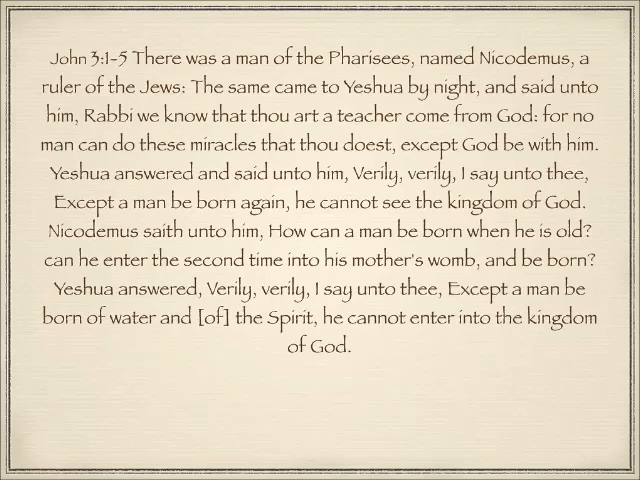 John 3:1-5 There was a man of the Pharisees, named Nicodemus, a
ruler of the Jews: The same came to Yeshua by night, and said unto
him, Rabbi we know that thou art a teacher come from God: for no
man can do these miracles that thou doest, except God be with him.
Yeshua answered and said unto him, Verily, verily, I say unto thee,
Except a man be born again, he cannot see the kingdom of God.
Nicodemus saith unto him, How can a man be born when he is old?
can he enter the second time into his mother's womb, and be born?
Yeshua answered, Verily, verily, I say unto thee, Except a man be
born of water and [of] the Spirit, he cannot enter into the kingdom
of God.